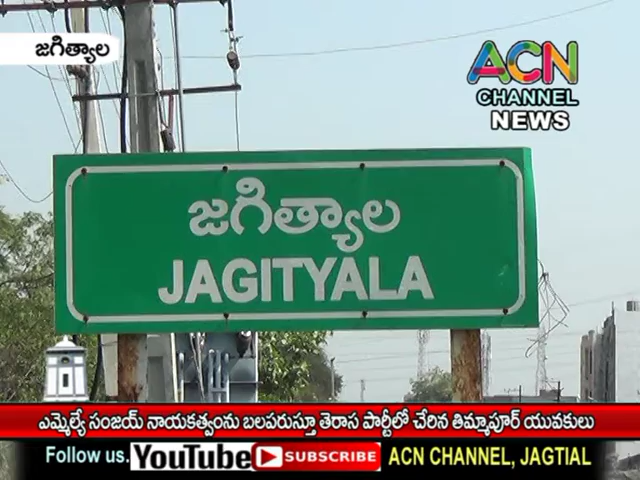 జగిత్యాల
ACN
CHANNEL
NEWS
జగిత్యాల
JAGITYALA
ఎమ్మెల్యే సంజయ్ నాయకత్వంను బలపరుస్తూ తెరాస పార్టీలో చేరిన తిమ్మాపూర్ యువకులు
Follow us. YouTube SUBSCRIBE ACN CHANNEL, JAGTIAL